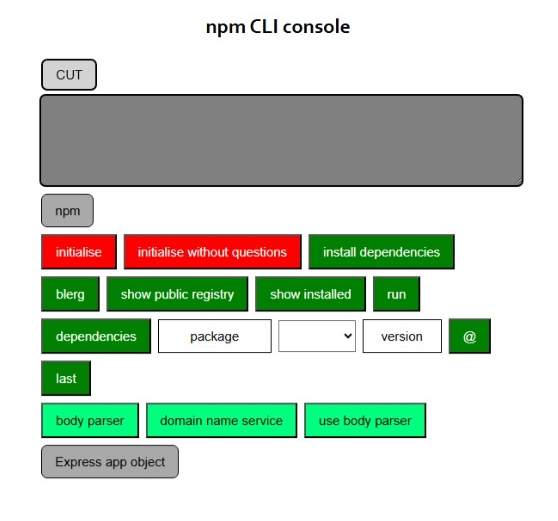 npm CLI console
CUT
npm
initialise initialise without questions install dependencies
blerg show public registry show installed run
dependencies package version @
last
body parser domain name service use body parser
Express app object